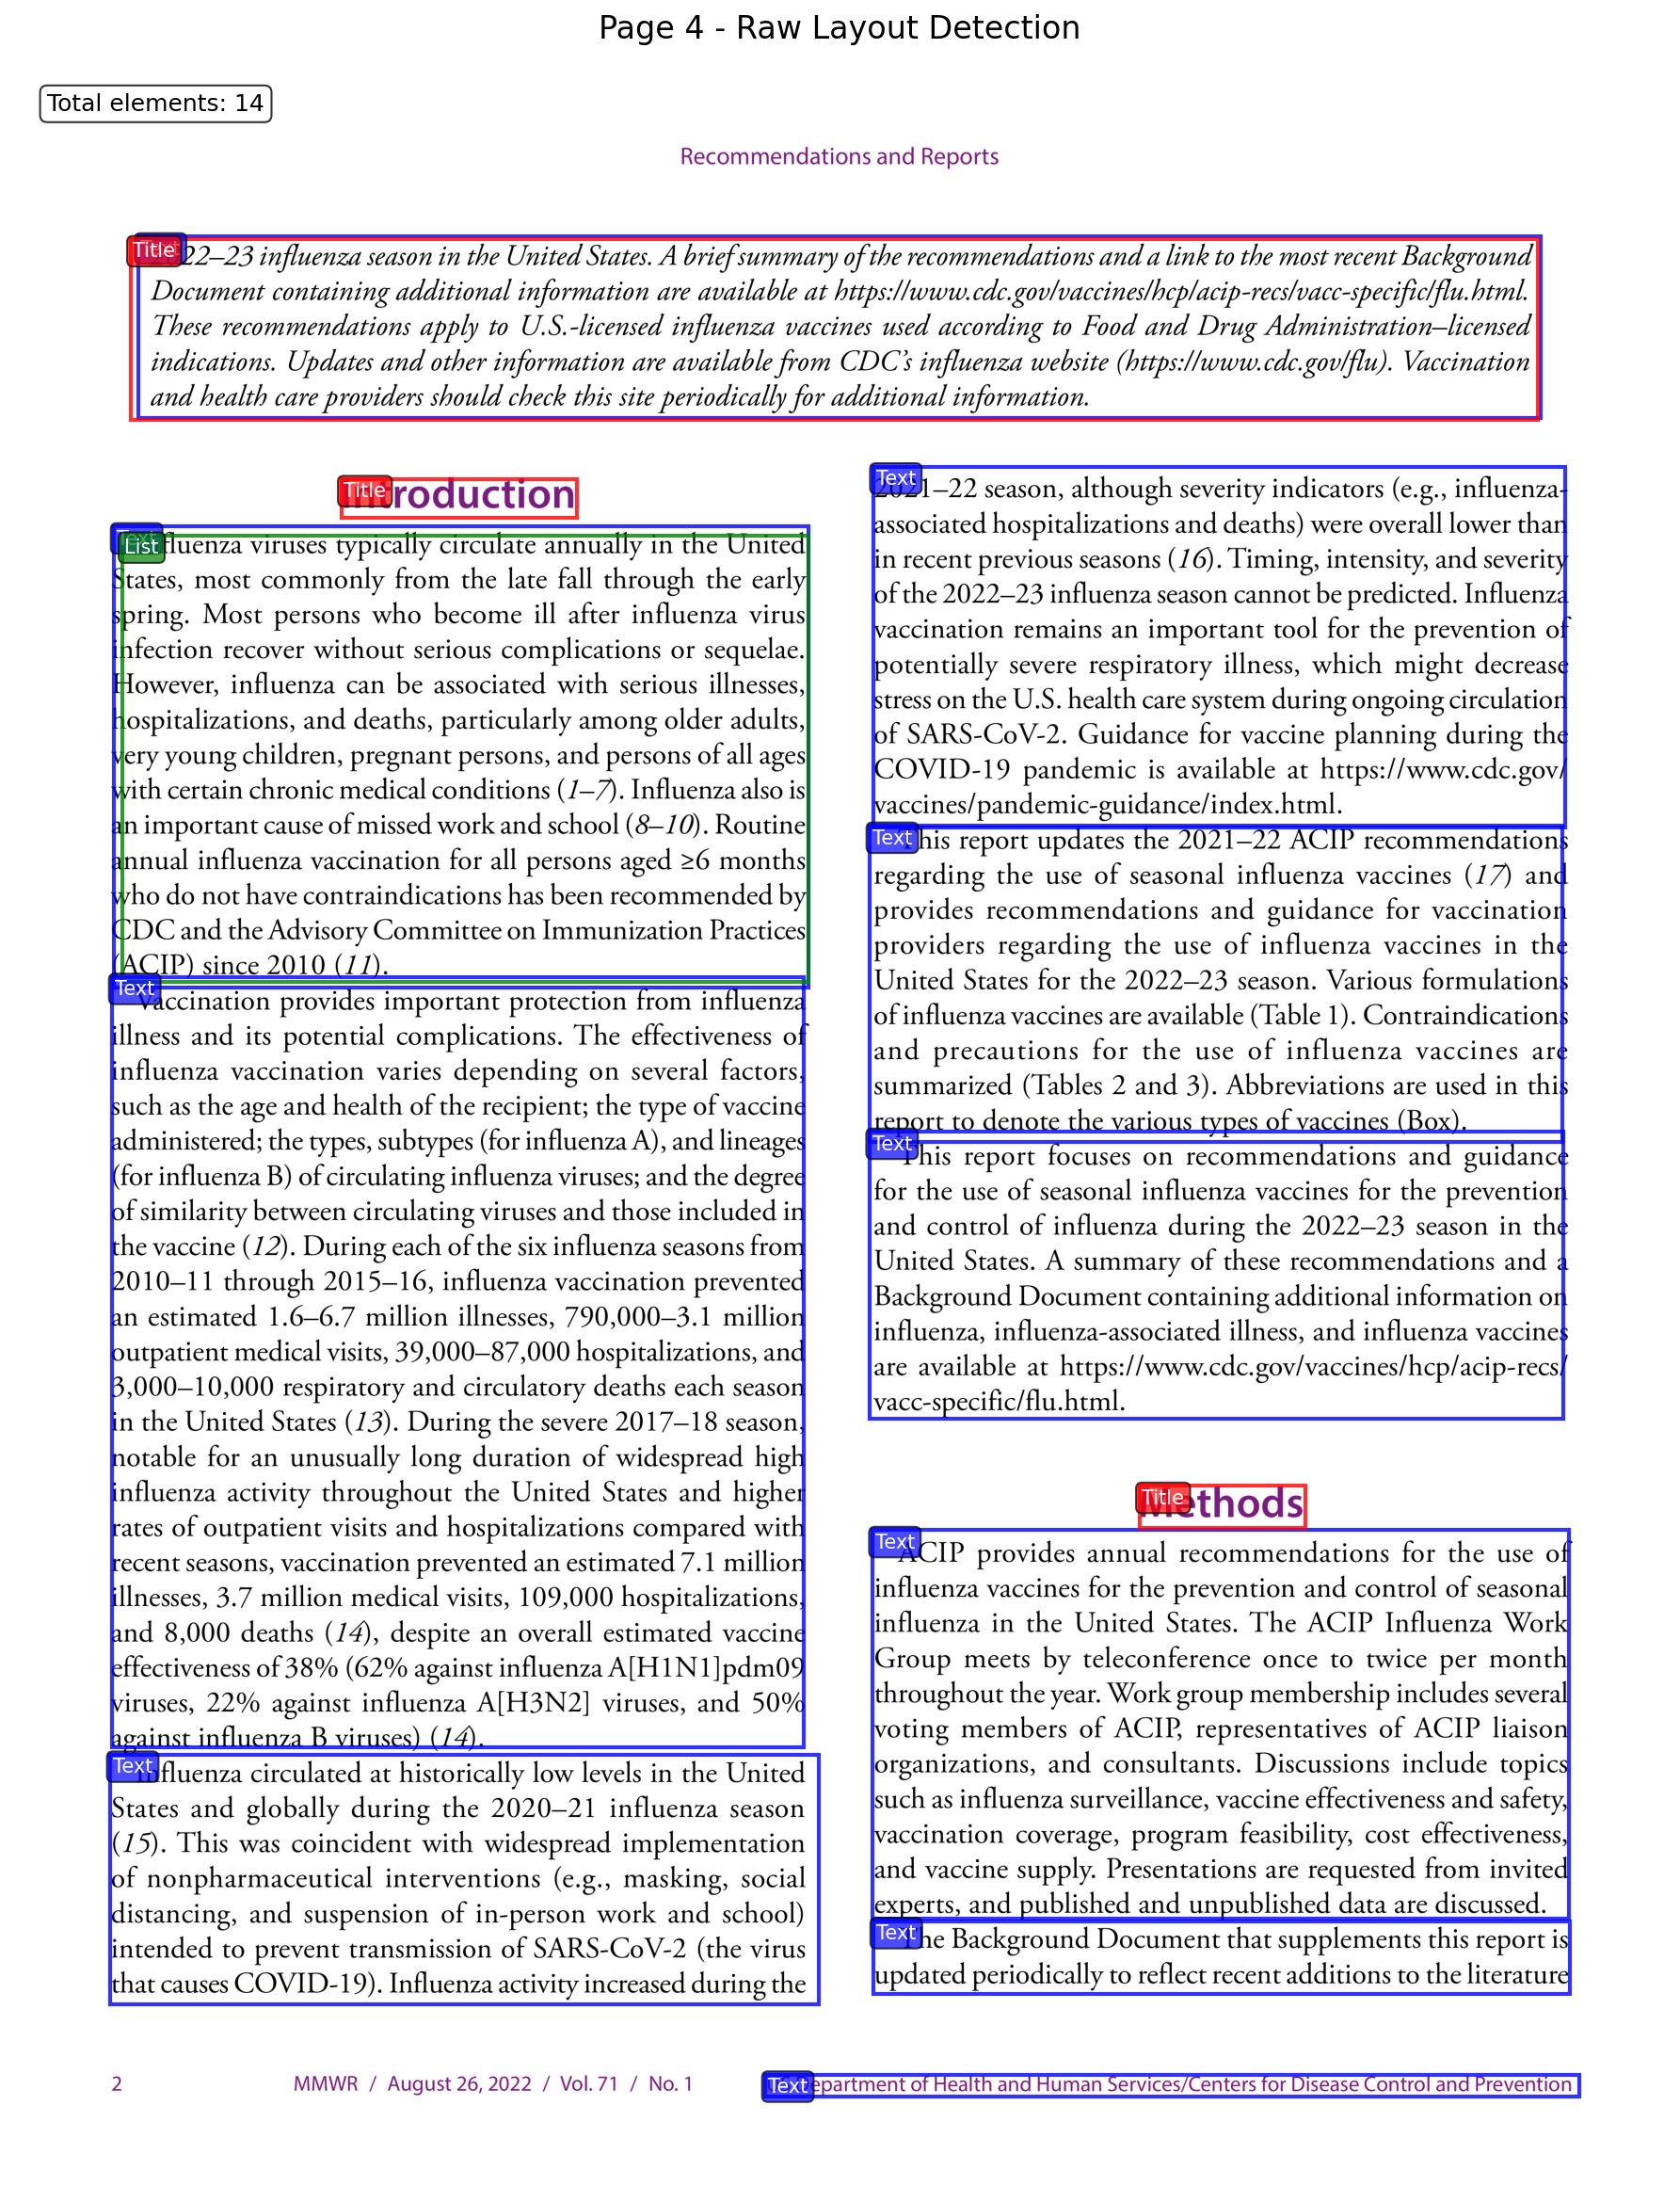 Page 4 - Raw Layout Detection
Total elements: 14
Recommendations and Reports
Title
22–23 influenza season in the United States. A brief summary of the recommendations and a link to the most recent Background
Document containing additional information are available at https://www.cdc.gov/vaccines/hcp/acip-recs/vacc-specific/flu.html.
These recommendations apply to U.S.-licensed influenza vaccines used according to Food and Drug Administration–licensed
indications. Updates and other information are available from CDC's influenza website (https://www.cdc.gov/flu). Vaccination
and health care providers should check this site periodically for additional information.
Title
roduction
Text
List
fluenza viruses typically circulate annually in the United
States, most commonly from the late fall through the early
spring. Most persons who become ill after influenza virus
infection recover without serious complications or sequelae.
However, influenza can be associated with serious illnesses,
hospitalizations, and deaths, particularly among older adults,
very young children, pregnant persons, and persons of all ages
with certain chronic medical conditions (1–7). Influenza also is
an important cause of missed work and school (8–10). Routine
annual influenza vaccination for all persons aged ≥6 months
who do not have contraindications has been recommended by
CDC and the Advisory Committee on Immunization Practices
(ACIP) since 2010 (11).
Text
Vaccination provides important protection from influenza
illness and its potential complications. The effectiveness of
influenza vaccination varies depending on several factors,
such as the age and health of the recipient; the type of vaccine
administered; the types, subtypes (for influenza A), and lineages
(for influenza B) of circulating influenza viruses; and the degree
of similarity between circulating viruses and those included in
the vaccine (12). During each of the six influenza seasons from
2010–11 through 2015–16, influenza vaccination prevented
an estimated 1.6–6.7 million illnesses, 790,000–3.1 million
outpatient medical visits, 39,000–87,000 hospitalizations, and
3,000–10,000 respiratory and circulatory deaths each season
in the United States (13). During the severe 2017–18 season,
notable for an unusually long duration of widespread high
influenza activity throughout the United States and higher
rates of outpatient visits and hospitalizations compared with
recent seasons, vaccination prevented an estimated 7.1 million
illnesses, 3.7 million medical visits, 109,000 hospitalizations,
and 8,000 deaths (14), despite an overall estimated vaccine
effectiveness of 38% (62% against influenza A[H1N1]pdm09
viruses, 22% against influenza A[H3N2] viruses, and 50%
against influenza B viruses) (14).
Text
Influenza circulated at historically low levels in the United
States and globally during the 2020–21 influenza season
(15). This was coincident with widespread implementation
of nonpharmaceutical interventions (e.g., masking, social
distancing, and suspension of in-person work and school)
intended to prevent transmission of SARS-CoV-2 (the virus
that causes COVID-19). Influenza activity increased during the
Text
2021–22 season, although severity indicators (e.g., influenza-
associated hospitalizations and deaths) were overall lower than
in recent previous seasons (16). Timing, intensity, and severity
of the 2022–23 influenza season cannot be predicted. Influenza
vaccination remains an important tool for the prevention of
potentially severe respiratory illness, which might decrease
stress on the U.S. health care system during ongoing circulation
of SARS-CoV-2. Guidance for vaccine planning during the
COVID-19 pandemic is available at https://www.cdc.gov/
vaccines/pandemic-guidance/index.html.
Text
This report updates the 2021–22 ACIP recommendations
regarding the use of seasonal influenza vaccines (17) and
provides recommendations and guidance for vaccination
providers regarding the use of influenza vaccines in the
United States for the 2022–23 season. Various formulations
of influenza vaccines are available (Table 1). Contraindications
and precautions for the use of influenza vaccines are
summarized (Tables 2 and 3). Abbreviations are used in this
report to denote the various types of vaccines (Box).
Text
This report focuses on recommendations and guidance
for the use of seasonal influenza vaccines for the prevention
and control of influenza during the 2022–23 season in the
United States. A summary of these recommendations and a
Background Document containing additional information on
influenza, influenza-associated illness, and influenza vaccines
are available at https://www.cdc.gov/vaccines/hcp/acip-recs/
vacc-specific/flu.html.
Title
Methods
Text
ACIP provides annual recommendations for the use of
influenza vaccines for the prevention and control of seasonal
influenza in the United States. The ACIP Influenza Work
Group meets by teleconference once to twice per month
throughout the year. Work group membership includes several
voting members of ACIP, representatives of ACIP liaison
organizations, and consultants. Discussions include topics
such as influenza surveillance, vaccine effectiveness and safety,
vaccination coverage, program feasibility, cost effectiveness,
and vaccine supply. Presentations are requested from invited
experts, and published and unpublished data are discussed.
Text
The Background Document that supplements this report is
updated periodically to reflect recent additions to the literature
2 MMWR / August 26, 2022 / Vol. 71 / No. 1
Text
epartment of Health and Human Services/Centers for Disease Control and Prevention